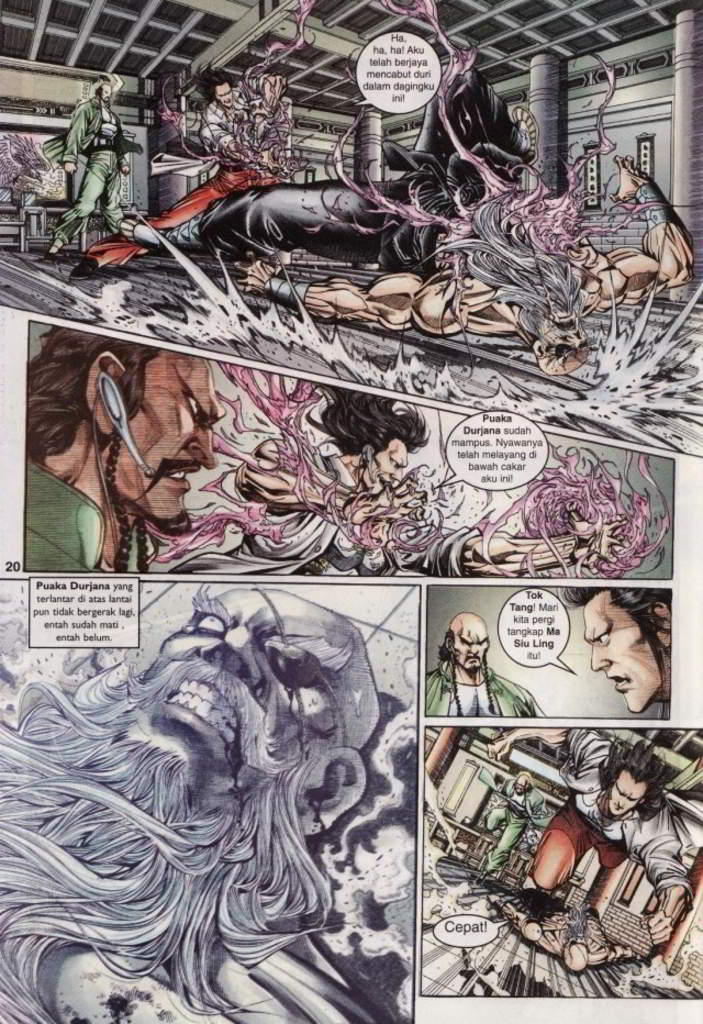 Ha,
ha, ha! Aku
telah berjaya
mencabut duri
dalam dagingku
ini!
Puaka
Durjana sudah
mampus. Nyawanya
telah melayang di
bawah cakar
aku ini!
20
Puaka Durjana yang
terlantar di atas lantai
pun tidak bergerak lagi,
entah sudah mati ,
entah belum.
Tok
Tang! Mari
kita pergi
tangkap Ma
Siu Ling
itu!
Cepat!